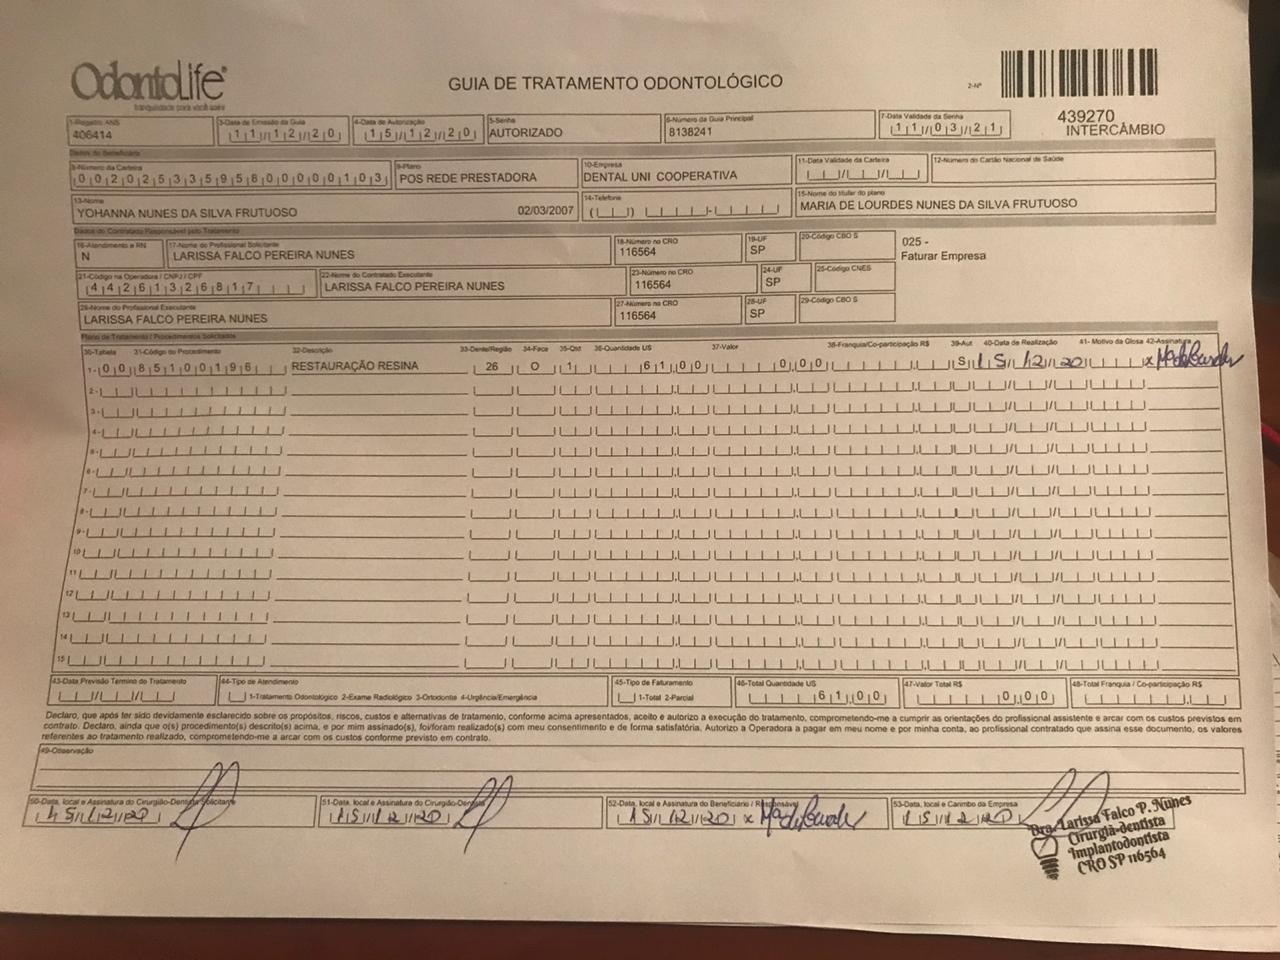 OdontoLife®
tranquilidade para você sorrir
GUIA DE TRATAMENTO ODONTOLÓGICO
2-Nº
439270
INTERCÂMBIO
1-Registro ANS
406414
3-Data de Emissão da Guia
11/12/20
4-Data de Autorização
15/12/20
5-Senha
AUTORIZADO
6-Número da Guia Principal
8138241
7-Data Validade da Senha
11/03/21
Dados do Beneficiário
8-Número da Carteira
00202533595800000103
9-Plano
POS REDE PRESTADORA
10-Empresa
DENTAL UNI COOPERATIVA
11-Data Validade da Carteira
12-Número do Cartão Nacional de Saúde
13-Nome
YOHANNA NUNES DA SILVA FRUTUOSO 02/03/2007
14-Telefone
15-Nome do titular do plano
MARIA DE LOURDES NUNES DA SILVA FRUTUOSO
Dados do Contratado Responsável pelo Tratamento
16-Atendimento a RN
N
17-Nome do Profissional Solicitante
LARISSA FALCO PEREIRA NUNES
18-Número no CRO
116564
19-UF
SP
20-Código CBO S
025 -
Faturar Empresa
21-Código na Operadora / CNPJ / CPF
44261326817
22-Nome do Contratado Executante
LARISSA FALCO PEREIRA NUNES
23-Número no CRO
116564
24-UF
SP
25-Código CNES
26-Nome do Profissional Executante
LARISSA FALCO PEREIRA NUNES
27-Número no CRO
116564
28-UF
SP
29-Código CBO S
Plano de Tratamento / Procedimentos Solicitados
30-Tabela 31-Código do Procedimento 32-Descrição 33-Dente/Região 34-Face 35-Qtd 36-Quantidade US 37-Valor 38-Franquia/Co-participação R$ 39-Aut 40-Data de Realização 41- Motivo da Glosa 42-Assinatura
1- 00 85100196 RESTAURAÇÃO RESINA 26 O 1 61,00 0,00 S 15/12/20 x
2-
3-
4-
5-
6-
7-
8-
9-
10
11
12
13
14
15
43-Data Previsão Término do Tratamento
44-Tipo de Atendimento
1-Tratamento Odontológico 2-Exame Radiológico 3-Ortodontia 4-Urgência/Emergência
45-Tipo de Faturamento
1-Total 2-Parcial
46-Total Quantidade US
61,00
47-Valor Total R$
0,00
48-Total Franquia / Co-participação R$
Declaro, que após ter sido devidamente esclarecido sobre os propósitos, riscos, custos e alternativas de tratamento, conforme acima apresentados, aceito e autorizo a execução do tratamento, comprometendo-me a cumprir as orientações do profissional assistente e arcar com os custos previstos em
contrato. Declaro, ainda que o(s) procedimento(s) descrito(s) acima, e por mim assinado(s), foi/foram realizado(s) com meu consentimento e de forma satisfatória. Autorizo a Operadora a pagar em meu nome e por minha conta, ao profissional contratado que assina esse documento, os valores
referentes ao tratamento realizado, comprometendo-me a arcar com os custos conforme previsto em contrato.
49-Observação
50-Data, local e Assinatura do Cirurgião-Dentista Solicitante
15/12/20
51-Data, local e Assinatura do Cirurgião-Dentista
15/12/20
52-Data, local e Assinatura do Beneficiário / Responsável
15/12/20 x
53-Data, local e Carimbo da Empresa
15/12/20
Dra. Larissa Falco P. Nunes
Cirurgiã-dentista
Implantodontista
CRO SP 116564